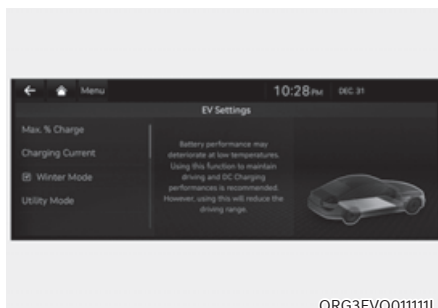 Menu
10:28 PM DEC. 31
EV Settings
Max. % Charge
Charging Current
Winter Mode
Utility Mode
Battery performance may
deteriorate at low temperatures.
Using this function to maintain
driving and DC Charging
performances is recommended.
However, using this will reduce the
driving range.
ORG3EVQ011111L